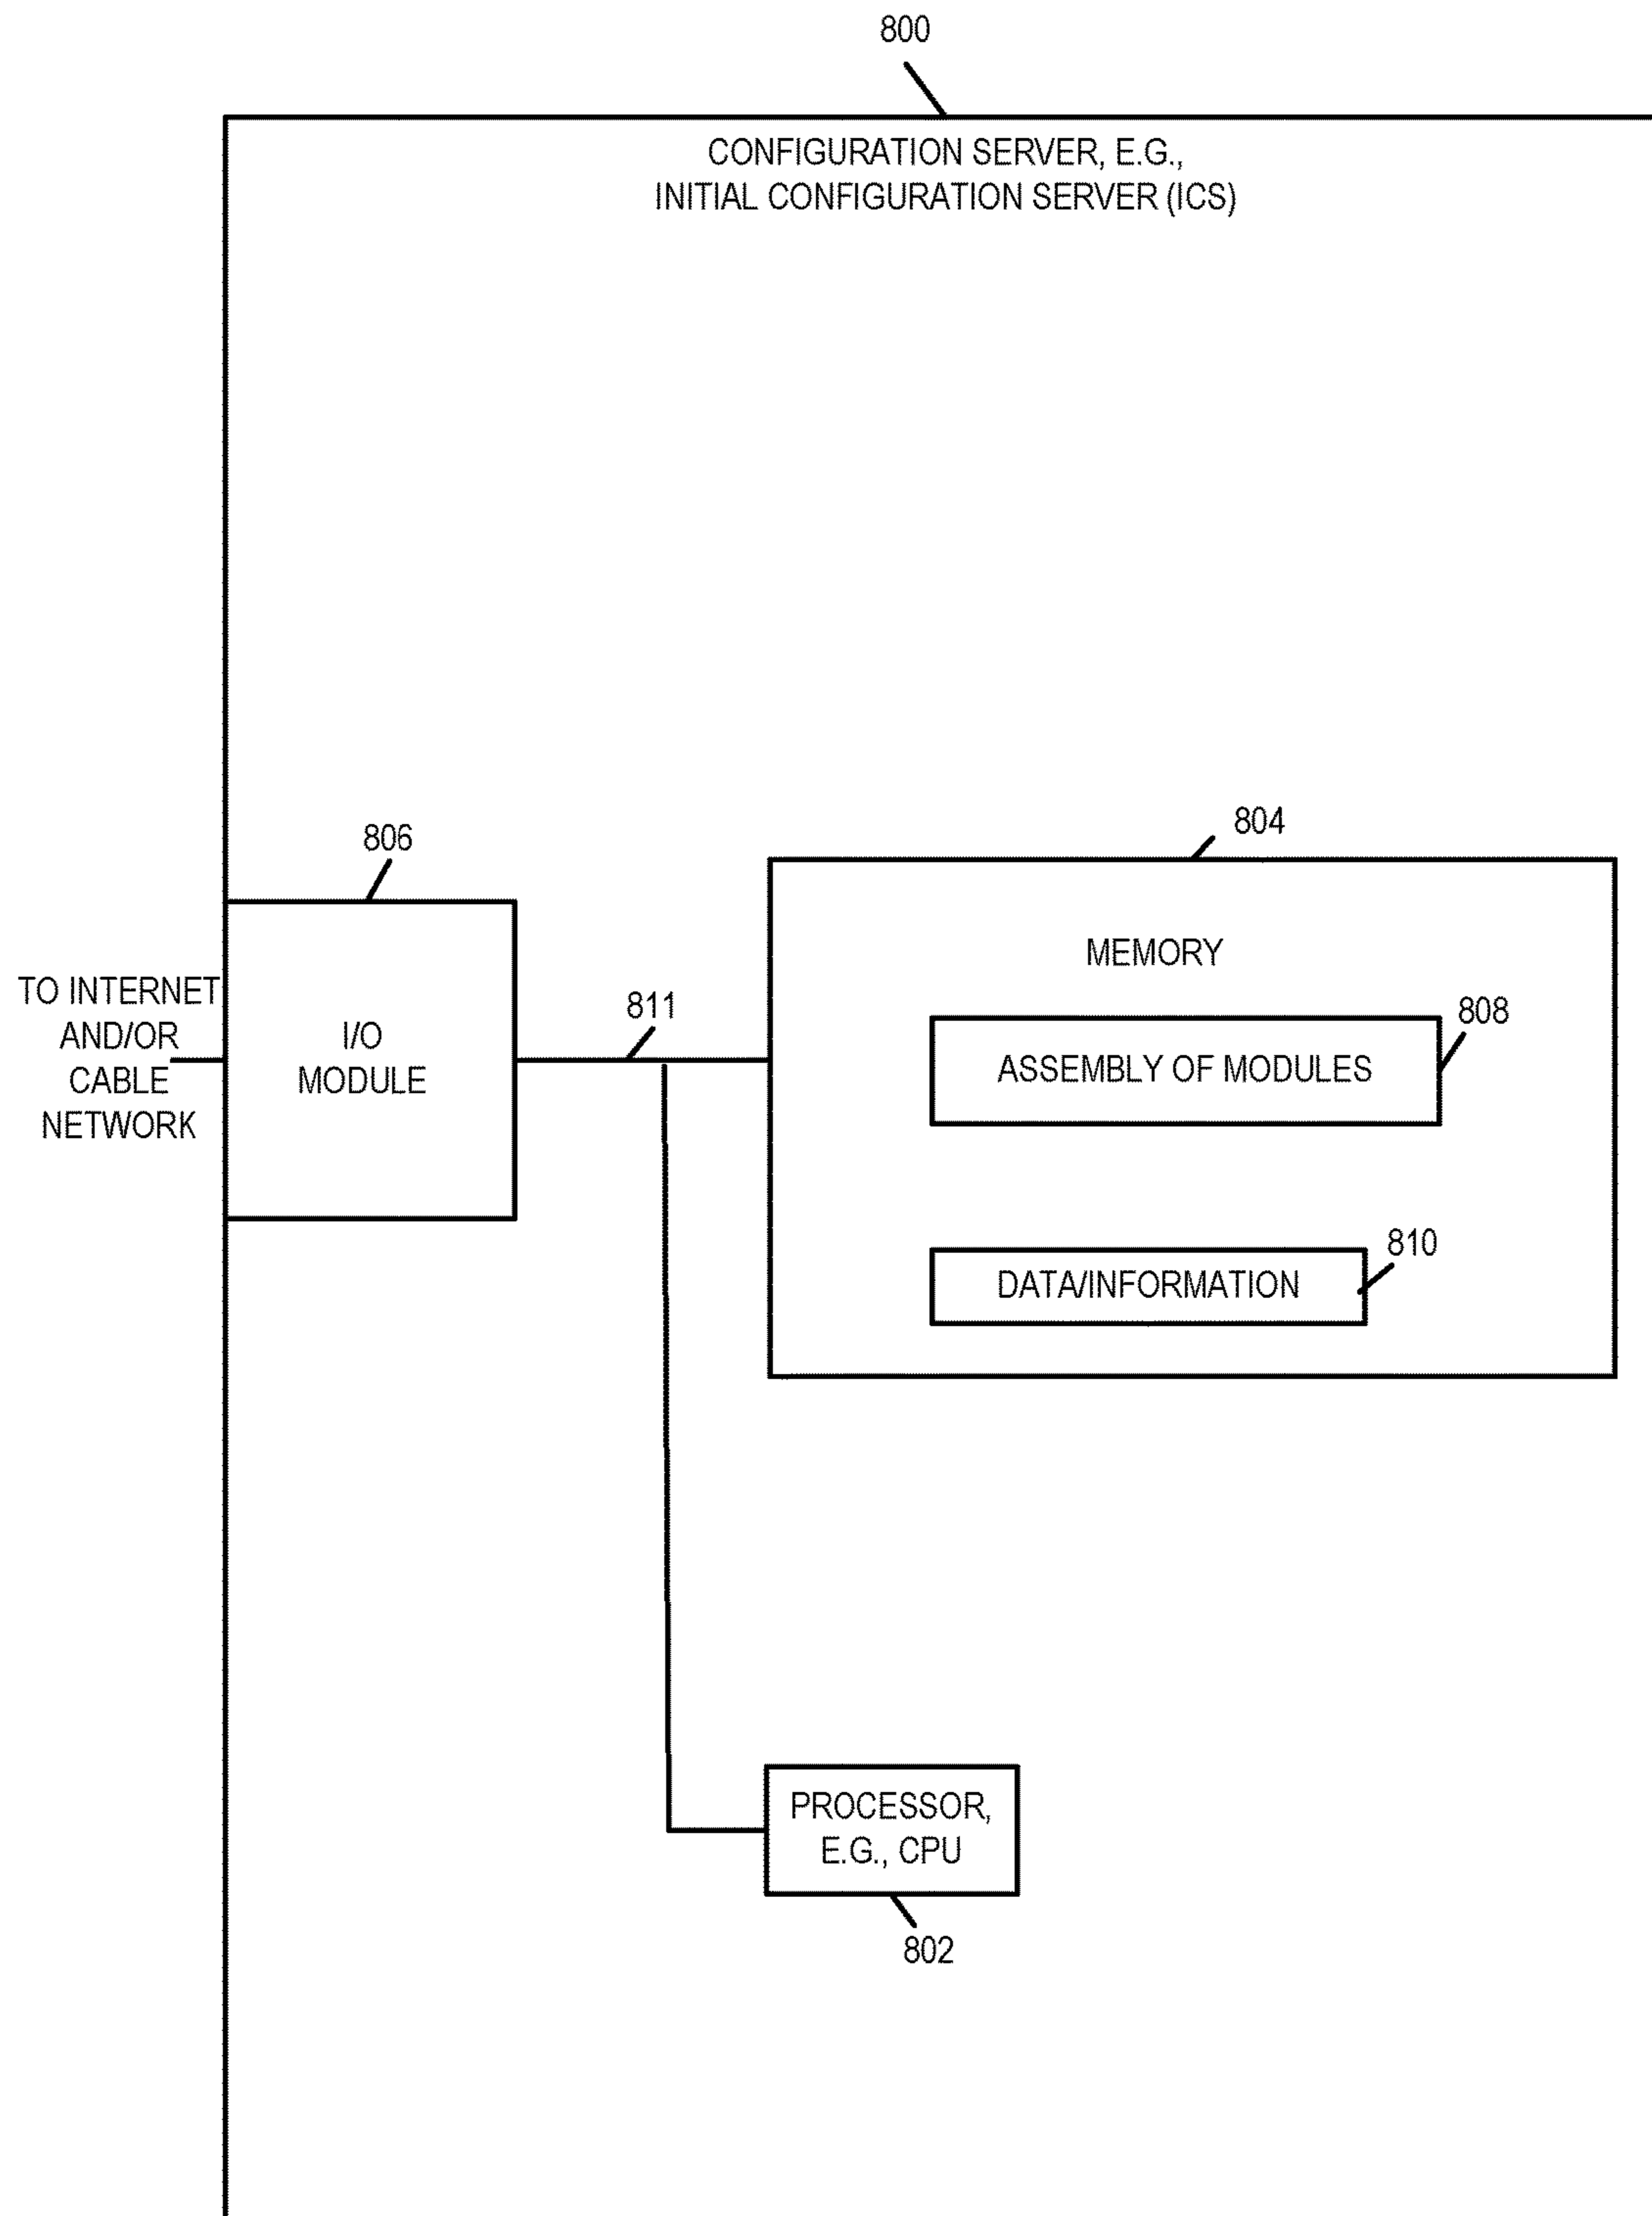 800
CONFIGURATION SERVER, E.G.,
INITIAL CONFIGURATION SERVER (ICS)
806
804
TO INTERNET
AND/OR
CABLE
NETWORK
I/O
MODULE
811
MEMORY
808
ASSEMBLY OF MODULES
810
DATA/INFORMATION
PROCESSOR,
E.G., CPU
802